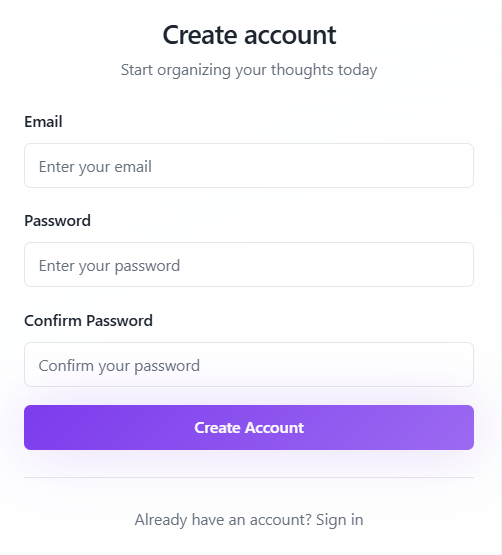 Create account
Start organizing your thoughts today
Email
Enter your email
Password
Enter your password
Confirm Password
Confirm your password
Create Account
Already have an account? Sign in